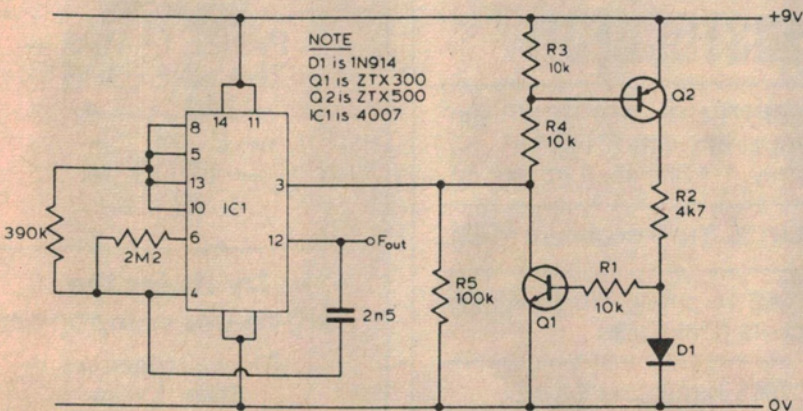 +9V
NOTE
D1 is 1N914
Q1 is ZTX300
Q2 is ZTX500
IC1 is 4007
R3
10k
Q2
14 11
8
5
13
10
6
4
IC1
3
12
R4
10k
390k
2M2
Fout
2n5
R5
100k
R2
4k7
R1
10k
Q1
D1
0V